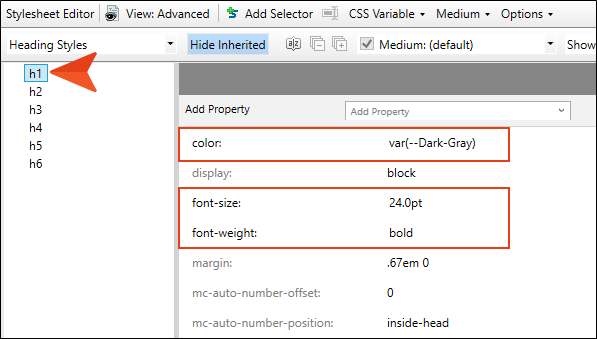 Stylesheet Editor View: Advanced Add Selector CSS Variable Medium Options
Heading Styles Hide Inherited Medium: (default) Show
h1
h2
h3
h4
h5
h6
Add Property Add Property
color: var(--Dark-Gray)
display: block
font-size: 24.0pt
font-weight: bold
margin: .67em 0
mc-auto-number-offset: 0
mc-auto-number-position: inside-head